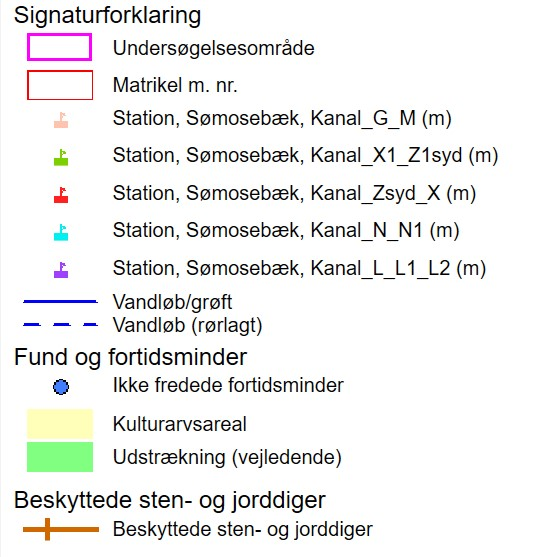 Signaturforklaring
Undersøgelsesområde
Matrikel m. nr.
Station, Sømosebæk, Kanal_G_M (m)
Station, Sømosebæk, Kanal_X1_Z1syd (m)
Station, Sømosebæk, Kanal_Zsyd_X (m)
Station, Sømosebæk, Kanal_N_N1 (m)
Station, Sømosebæk, Kanal_L_L1_L2 (m)
Vandløb/grøft
Vandløb (rørlagt)
Fund og fortidsminder
Ikke fredede fortidsminder
Kulturarvsareal
Udstrækning (vejledende)
Beskyttede sten- og jorddiger
Beskyttede sten- og jorddiger